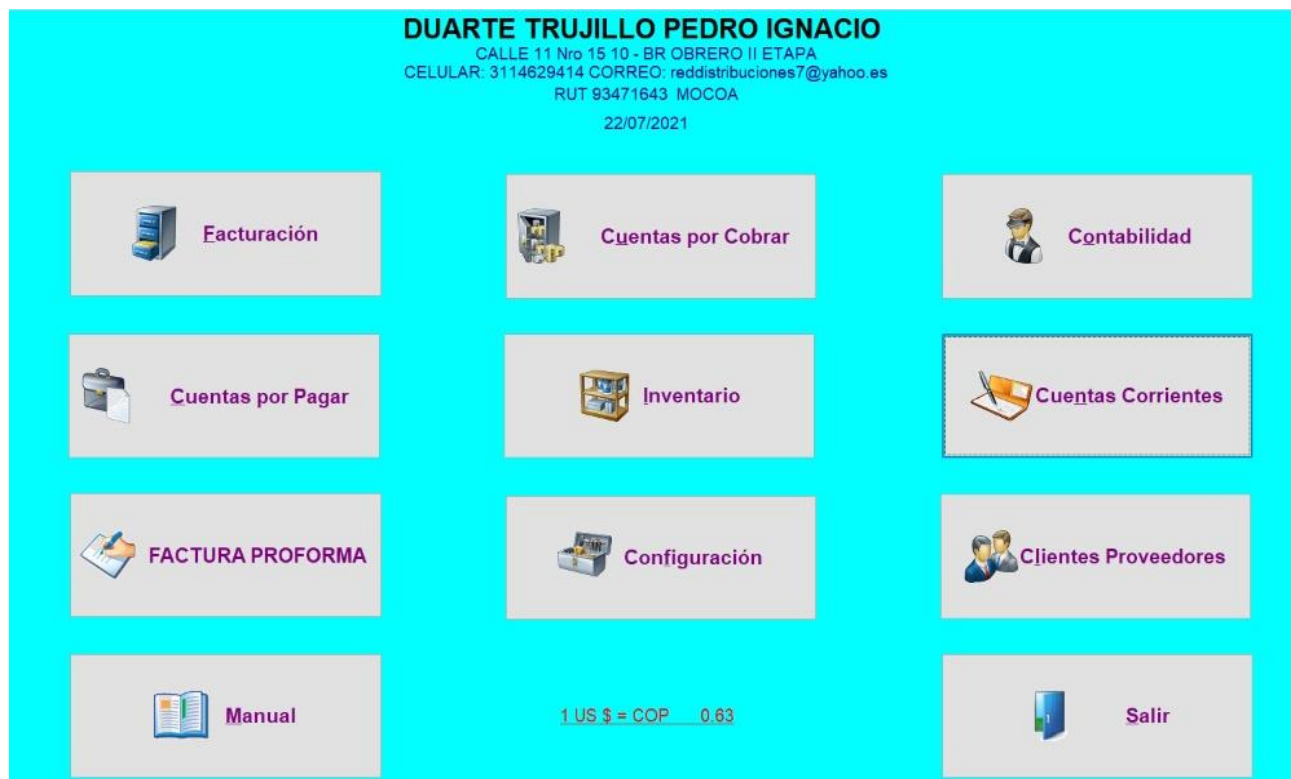 DUARTE TRUJILLO PEDRO IGNACIO
CALLE 11 Nro 15 10 - BR OBRERO II ETAPA
CELULAR: 3114629414 CORREO: reddistribuciones7@yahoo.es
RUT 93471643 MOCOA
22/07/2021
Facturación
Cuentas por Cobrar
Contabilidad
Cuentas por Pagar
Inventario
Cuentas Corrientes
FACTURA PROFORMA
Configuración
Clientes Proveedores
Manual
1 US $ = COP 0.63
Salir